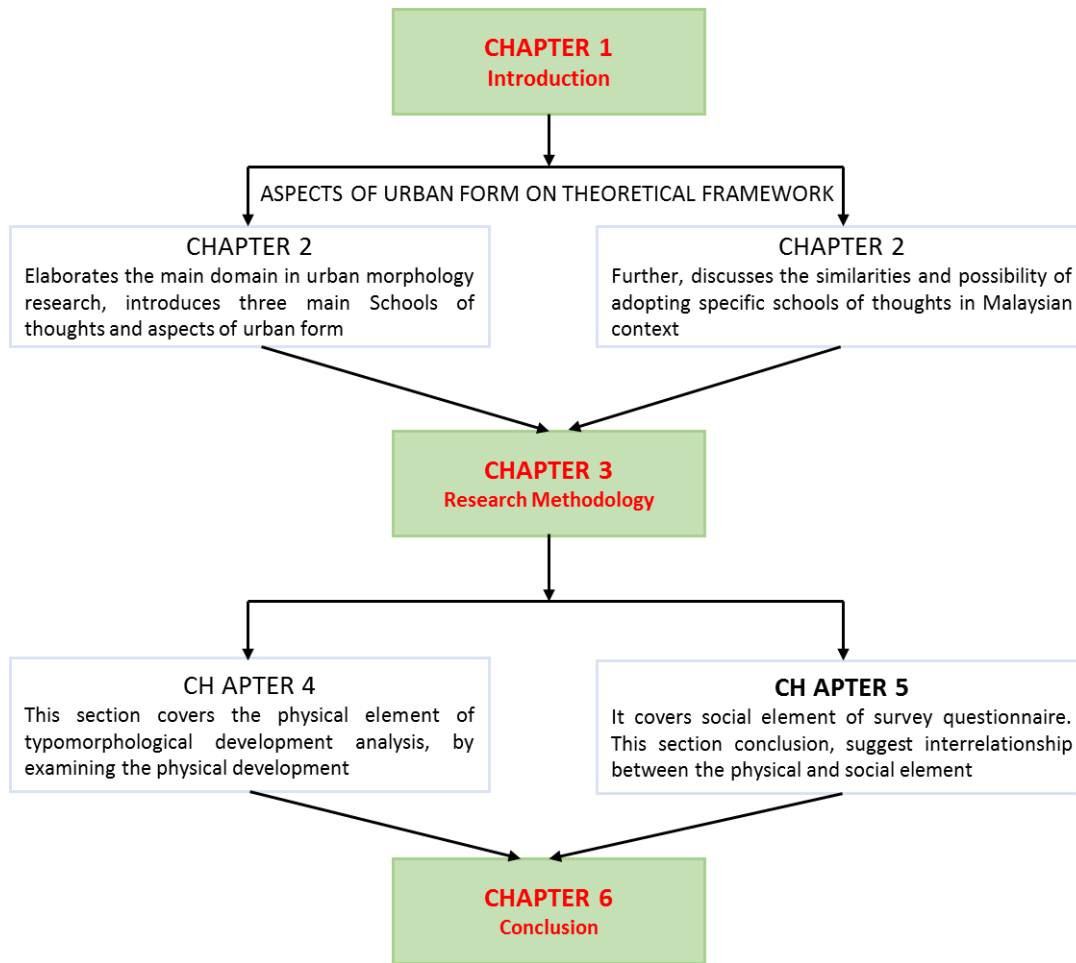 CHAPTER 1
Introduction
ASPECTS OF URBAN FORM ON THEORETICAL FRAMEWORK
CHAPTER 2
Elaborates the main domain in urban morphology
research, introduces three main Schools of
thoughts and aspects of urban form
CHAPTER 2
Further, discusses the similarities and possibility of
adopting specific schools of thoughts in Malaysian
context
CHAPTER 3
Research Methodology
CH APTER 4
This section covers the physical element of
typomorphological development analysis, by
examining the physical development
CH APTER 5
It covers social element of survey questionnaire.
This section conclusion, suggest interrelationship
between the physical and social element
CHAPTER 6
Conclusion